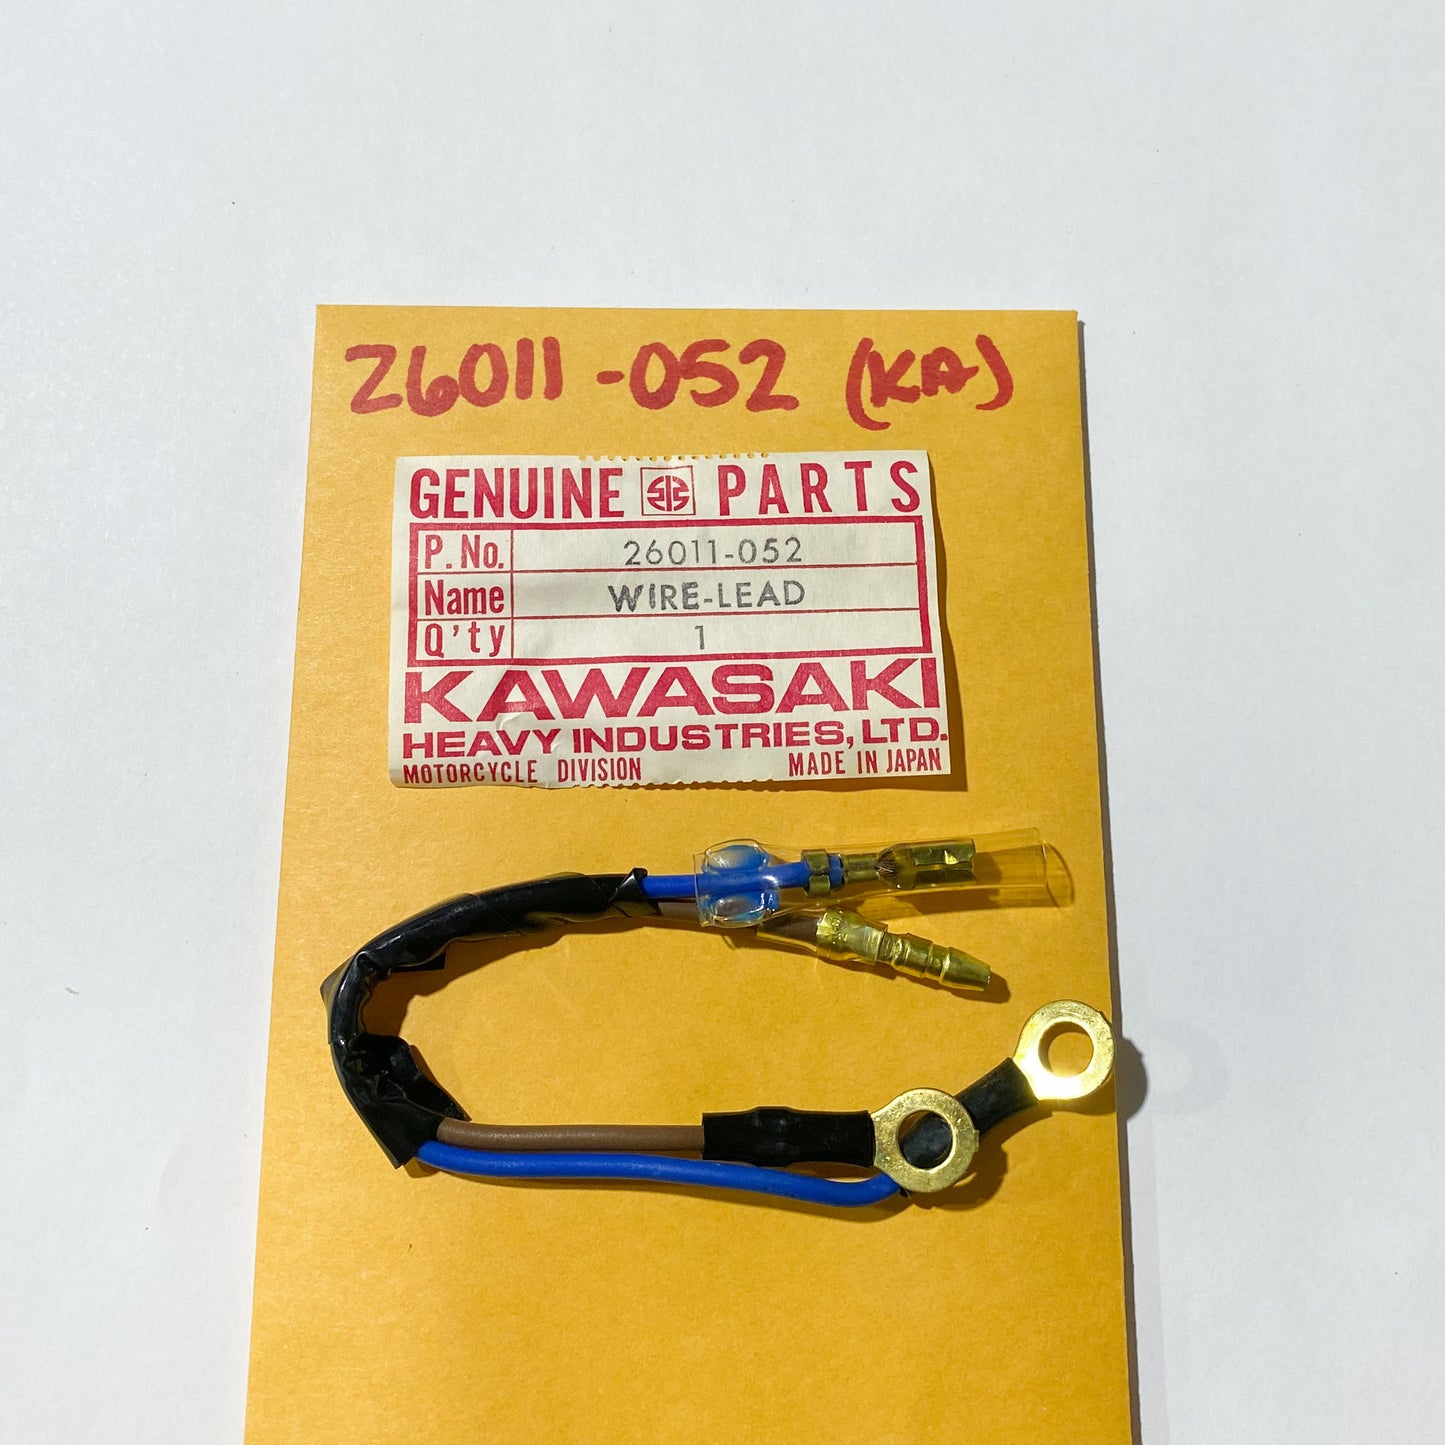 26011-052 (KA)
GENUINE PARTS
P. No. 26011-052
Name WIRE-LEAD
Q'ty 1
KAWASAKI
HEAVY INDUSTRIES, LTD.
MOTORCYCLE DIVISION MADE IN JAPAN